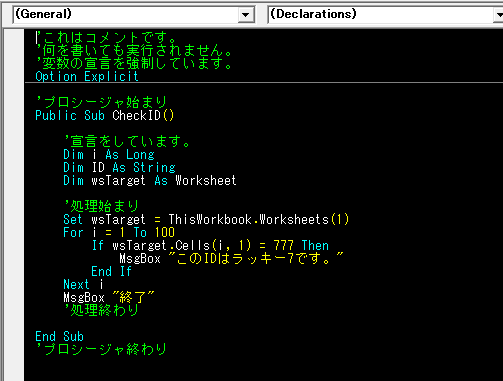 (General) (Declarations)
'これはコメントです。
'何を書いても実行されません。
'変数の宣言を強制しています。
Option Explicit
'プロシージャ始まり
Public Sub CheckID()
'宣言をしています。
Dim i As Long
Dim ID As String
Dim wsTarget As Worksheet
'処理始まり
Set wsTarget = ThisWorkbook.Worksheets(1)
For i = 1 To 100
If wsTarget.Cells(i, 1) = 777 Then
MsgBox "このIDはラッキー7です。"
End If
Next i
MsgBox "終了"
'処理終わり
End Sub
'プロシージャ終わり